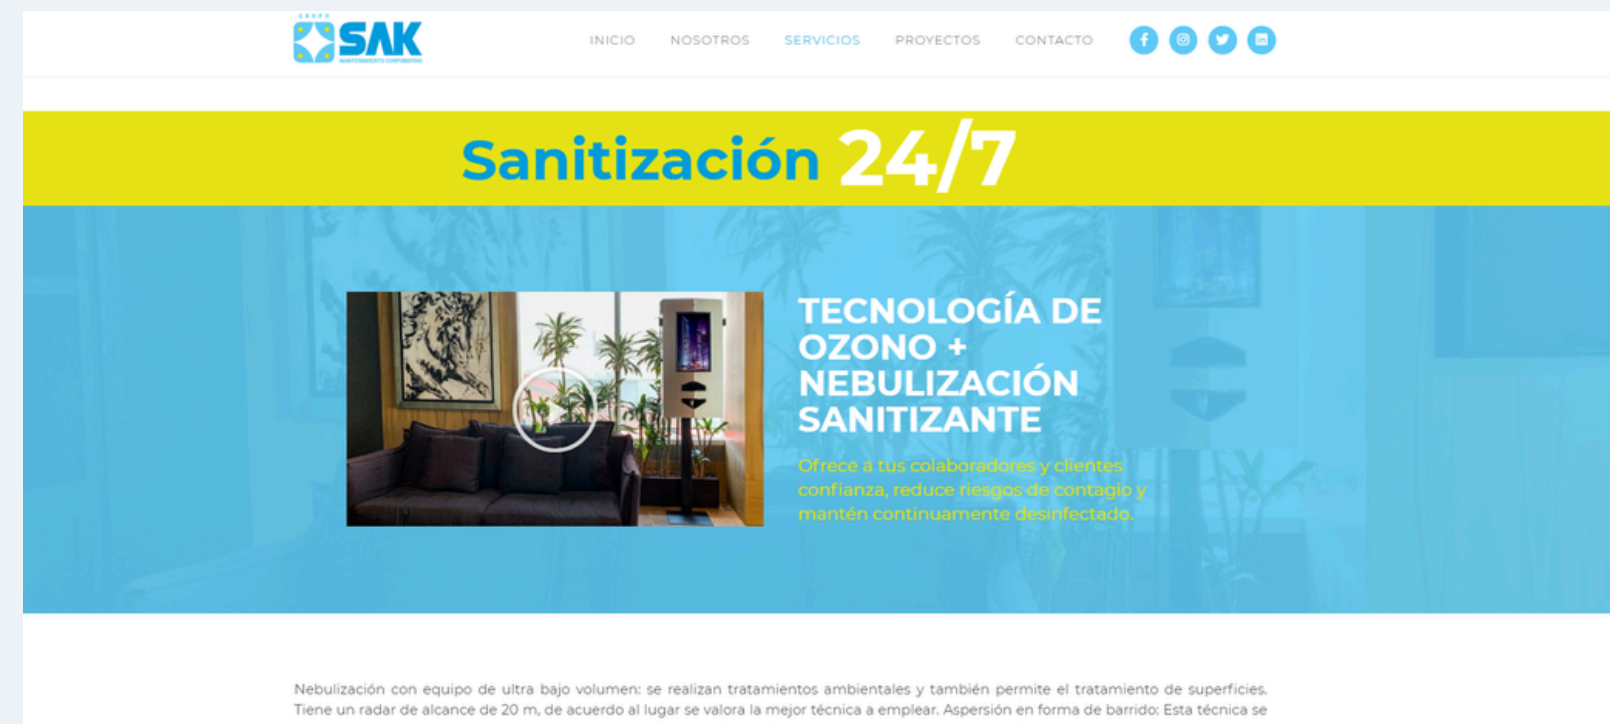 GRUPO
SAK
MANTENIMIENTO CORPORATIVO
INICIO NOSOTROS SERVICIOS PROYECTOS CONTACTO
Sanitización 24/7
TECNOLOGÍA DE
OZONO +
NEBULIZACIÓN
SANITIZANTE
Ofrece a tus colaboradores y clientes
confianza, reduce riesgos de contagio y
mantén continuamente desinfectado.
Nebulización con equipo de ultra bajo volumen: se realizan tratamientos ambientales y también permite el tratamiento de superficies.
Tiene un radar de alcance de 20 m, de acuerdo al lugar se valora la mejor técnica a emplear. Aspersión en forma de barrido: Esta técnica se